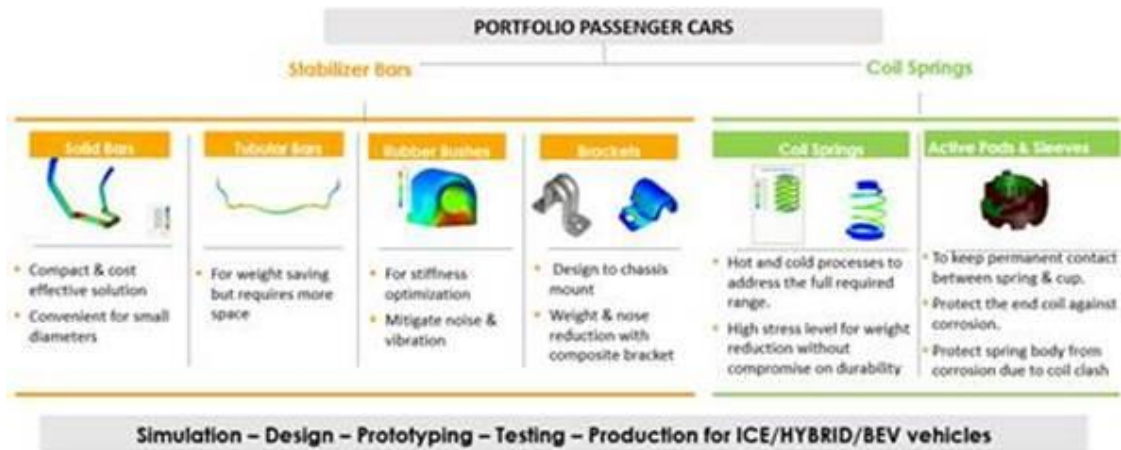 PORTFOLIO PASSENGER CARS
Stabilizer Bars
Coil Springs
Solid Bars
Compact & cost
effective solution
Convenient for small
diameters
Tubular Bars
For weight saving
but requires more
space
Rubber Bushes
For stiffness
optimization
Mitigate noise &
vibration
Brackets
Design to chassis
mount
Weight & nose
reduction with
composite bracket
Coil Springs
Hot and cold processes to
address the full required
range.
High stress level for weight
reduction without
compromise on durability
Active Pads & Sleeves
To keep permanent contact
between spring & cup.
Protect the end coil against
corrosion.
Protect spring body from
corrosion due to coil clash
Simulation – Design – Prototyping – Testing – Production for ICE/HYBRID/BEV vehicles